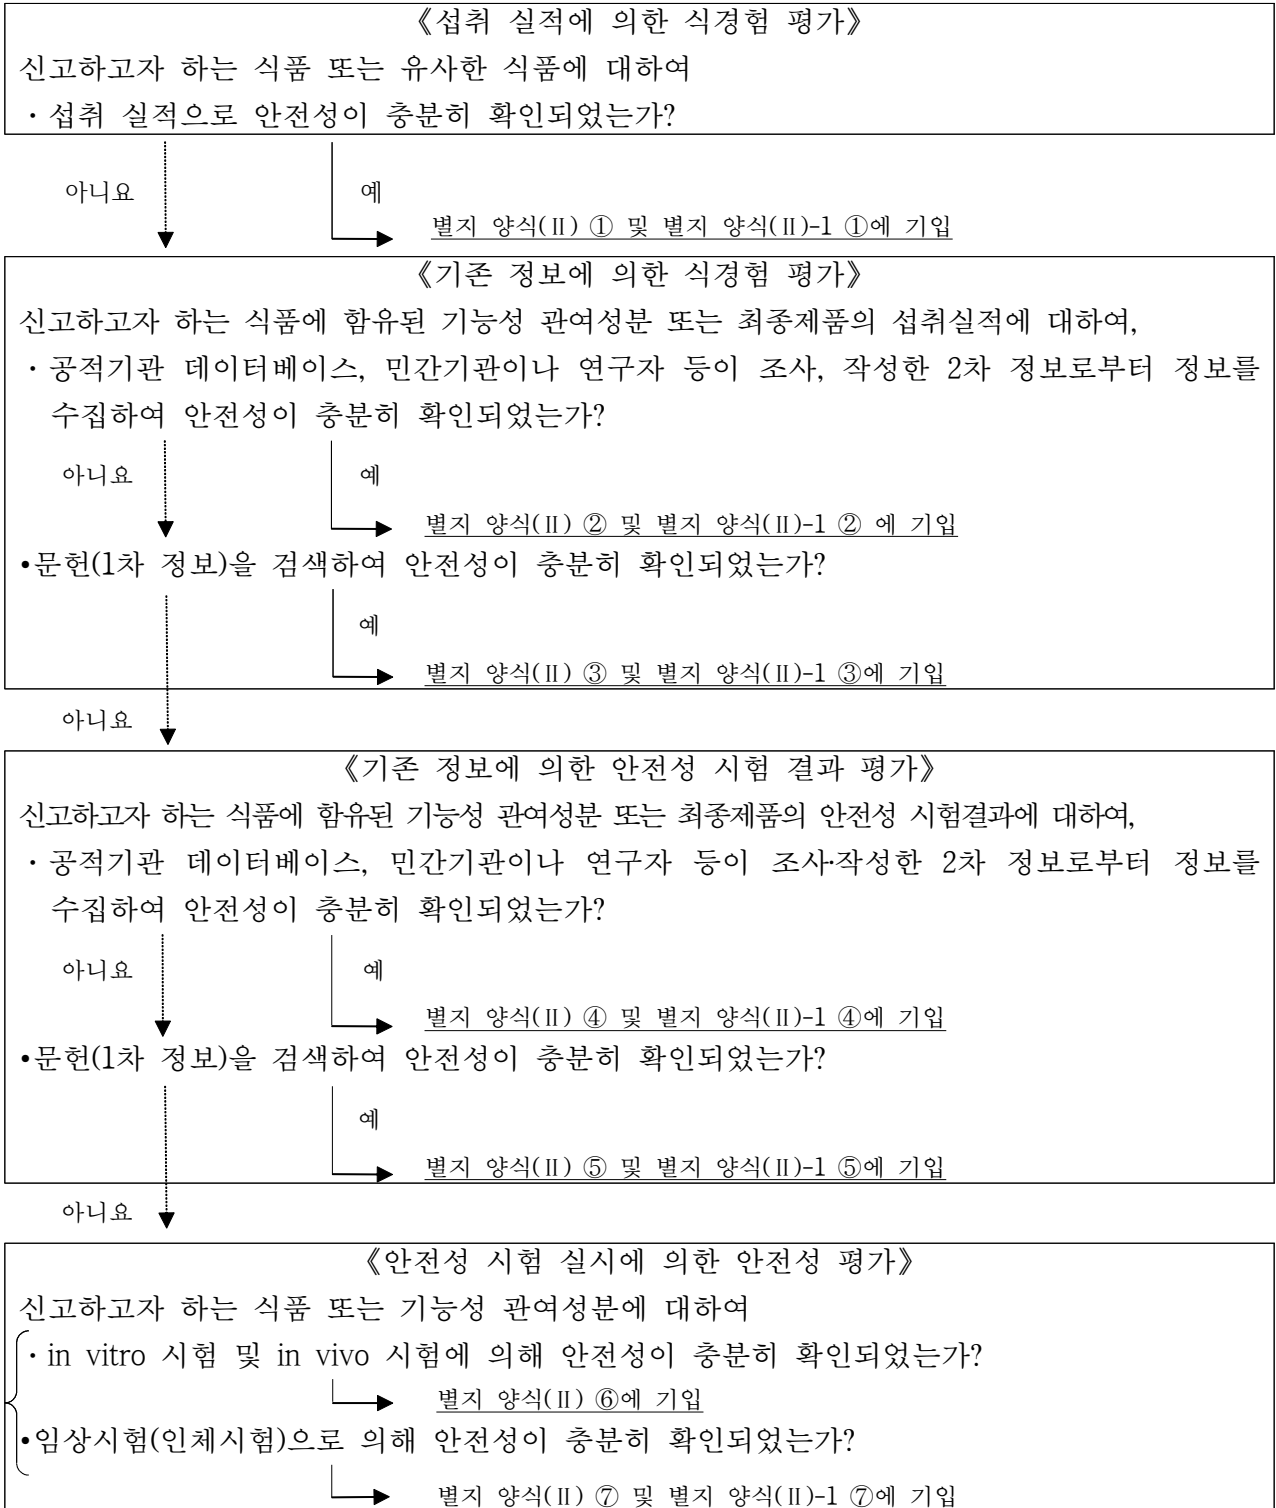 《섭취 실적에 의한 식경험 평가》
신고하고자 하는 식품 또는 유사한 식품에 대하여
· 섭취 실적으로 안전성이 충분히 확인되었는가?
아니요
예
별지 양식(Ⅱ) ① 및 별지 양식(Ⅱ)-1 ①에 기입
《기존 정보에 의한 식경험 평가》
신고하고자 하는 식품에 함유된 기능성 관여성분 또는 최종제품의 섭취실적에 대하여,
· 공적기관 데이터베이스, 민간기관이나 연구자 등이 조사, 작성한 2차 정보로부터 정보를
수집하여 안전성이 충분히 확인되었는가?
아니요
예
별지 양식(Ⅱ) ② 및 별지 양식(Ⅱ)-1 ② 에 기입
•문헌(1차 정보)을 검색하여 안전성이 충분히 확인되었는가?
예
별지 양식(Ⅱ) ③ 및 별지 양식(Ⅱ)-1 ③에 기입
아니요
《기존 정보에 의한 안전성 시험 결과 평가》
신고하고자 하는 식품에 함유된 기능성 관여성분 또는 최종제품의 안전성 시험결과에 대하여,
· 공적기관 데이터베이스, 민간기관이나 연구자 등이 조사·작성한 2차 정보로부터 정보를
수집하여 안전성이 충분히 확인되었는가?
아니요
예
별지 양식(Ⅱ) ④ 및 별지 양식(Ⅱ)-1 ④에 기입
•문헌(1차 정보)을 검색하여 안전성이 충분히 확인되었는가?
예
별지 양식(Ⅱ) ⑤ 및 별지 양식(Ⅱ)-1 ⑤에 기입
아니요
《안전성 시험 실시에 의한 안전성 평가》
신고하고자 하는 식품 또는 기능성 관여성분에 대하여
· in vitro 시험 및 in vivo 시험에 의해 안전성이 충분히 확인되었는가?
별지 양식(Ⅱ) ⑥에 기입
•임상시험(인체시험)으로 의해 안전성이 충분히 확인되었는가?
별지 양식(Ⅱ) ⑦ 및 별지 양식(Ⅱ)-1 ⑦에 기입